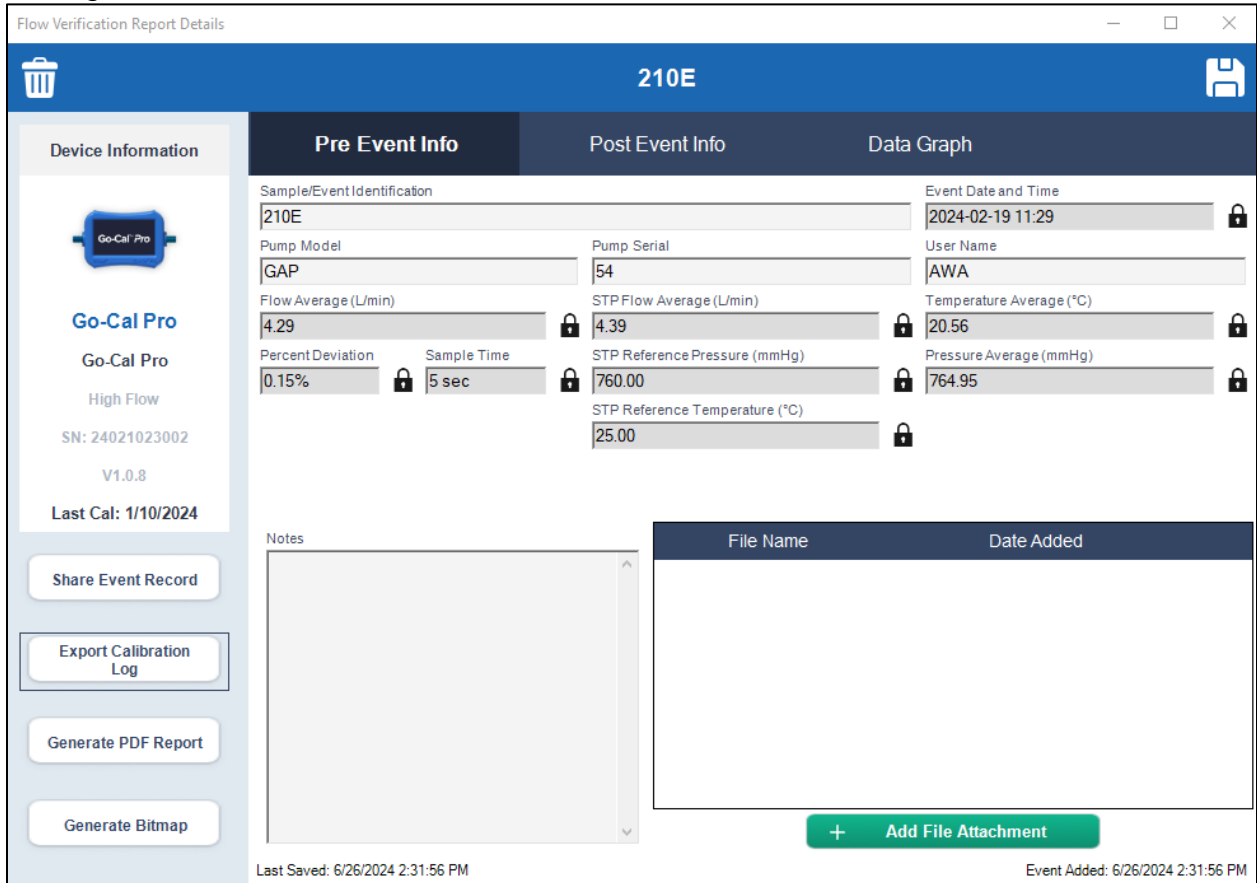 Flow Verification Report Details
210E
Device Information
Pre Event Info
Post Event Info
Data Graph
Sample/Event Identification
Event Date and Time
210E
2024-02-19 11:29
Pump Model
Pump Serial
User Name
GAP
54
AWA
Flow Average (L/min)
STP Flow Average (L/min)
Temperature Average (°C)
4.29
4.39
20.56
Percent Deviation
Sample Time
STP Reference Pressure (mmHg)
Pressure Average (mmHg)
0.15%
5 sec
760.00
764.95
STP Reference Temperature (°C)
25.00
Go-Cal Pro
Go-Cal Pro
Go-Cal Pro
High Flow
SN: 24021023002
V1.0.8
Last Cal: 1/10/2024
Share Event Record
Export Calibration
Log
Generate PDF Report
Generate Bitmap
Notes
File Name
Date Added
+ Add File Attachment
Last Saved: 6/26/2024 2:31:56 PM
Event Added: 6/26/2024 2:31:56 PM